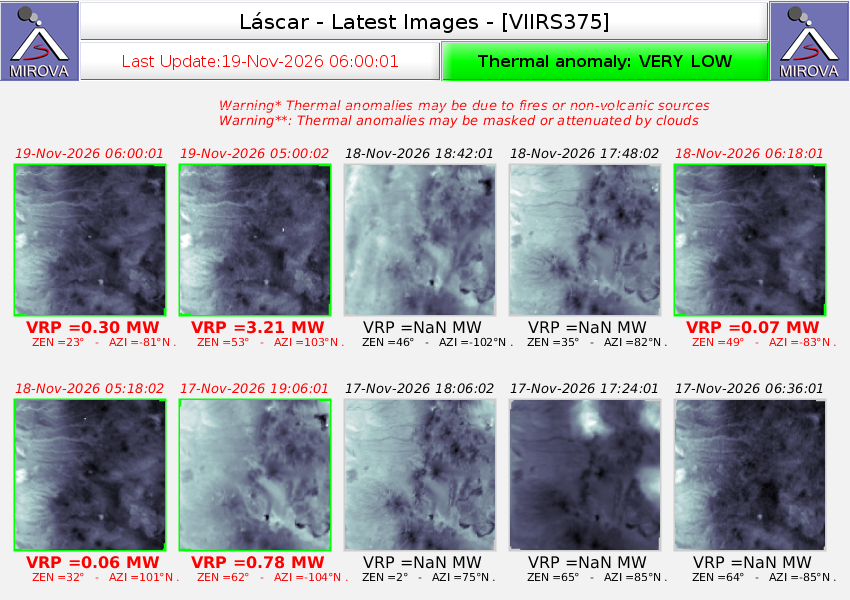 MIROVA
Láscar - Latest Images - [VIIRS375]
MIROVA
Last Update:19-Nov-2026 06:00:01
Thermal anomaly: VERY LOW
Warning* Thermal anomalies may be due to fires or non-volcanic sources
Warning**: Thermal anomalies may be masked or attenuated by clouds
19-Nov-2026 06:00:01 19-Nov-2026 05:00:02 18-Nov-2026 18:42:01 18-Nov-2026 17:48:02 18-Nov-2026 06:18:01
VRP =0.30 MW VRP =3.21 MW VRP =NaN MW VRP =NaN MW VRP =0.07 MW
ZEN =23° - AZI =-81°N . ZEN =53° - AZI =103°N . ZEN =46° - AZI =-102°N . ZEN =35° - AZI =82°N . ZEN =49° - AZI =-83°N .
18-Nov-2026 05:18:02 17-Nov-2026 19:06:01 17-Nov-2026 18:06:02 17-Nov-2026 17:24:01 17-Nov-2026 06:36:01
VRP =0.06 MW VRP =0.78 MW VRP =NaN MW VRP =NaN MW VRP =NaN MW
ZEN =32° - AZI =101°N . ZEN =62° - AZI =-104°N . ZEN =2° - AZI =75°N . ZEN =65° - AZI =85°N . ZEN =64° - AZI =-85°N .